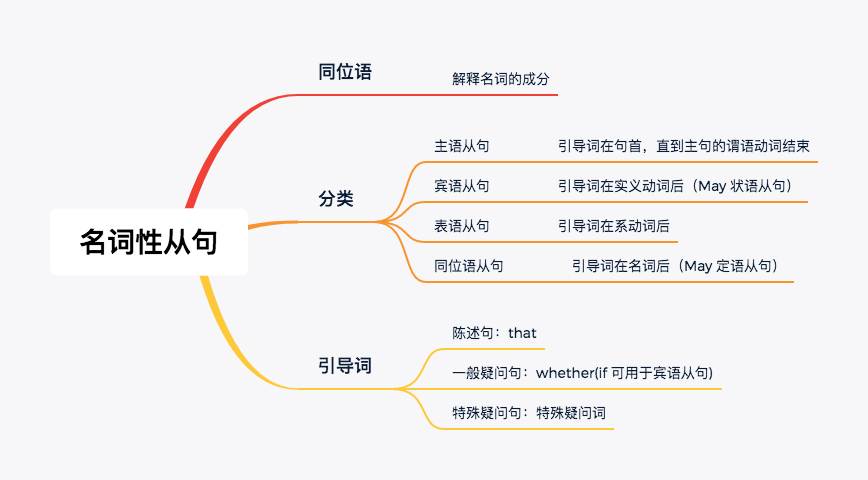 名词性从句
同位语
解释名词的成分
分类
主语从句
引导词在句首，直到主句的谓语动词结束
宾语从句
引导词在实义动词后（May 状语从句）
表语从句
引导词在系动词后
同位语从句
引导词在名词后（May 定语从句）
引导词
陈述句：that
一般疑问句：whether(if 可用于宾语从句)
特殊疑问句：特殊疑问词